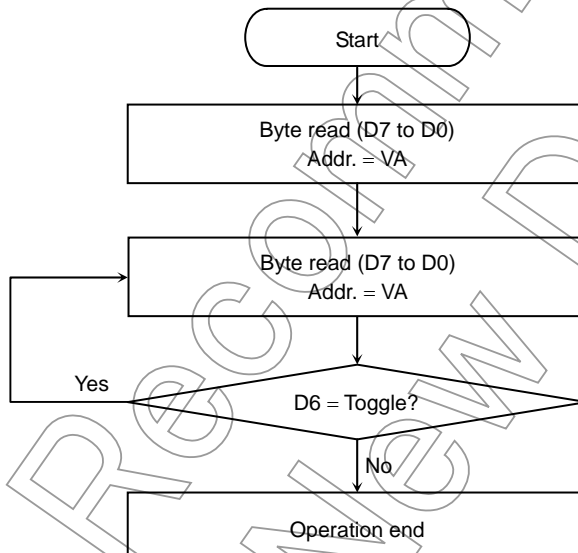 Start
Byte read (D7 to D0)
Addr. = VA
Byte read (D7 to D0)
Addr. = VA
Yes
D6 = Toggle?
No
Operation end